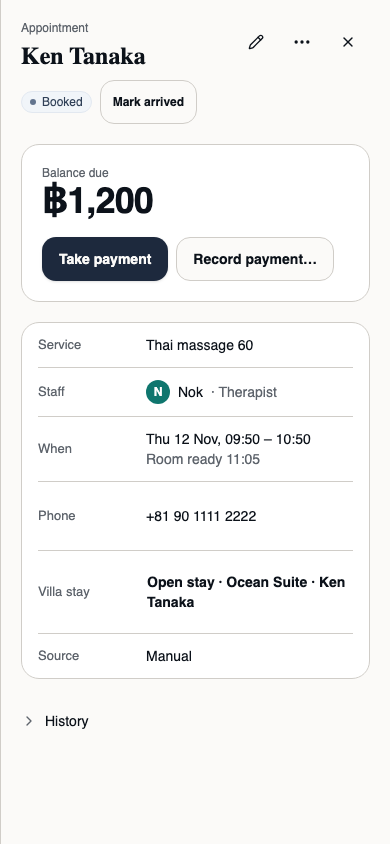 Appointment
Ken Tanaka
Booked
Mark arrived
Balance due
฿1,200
Take payment
Record payment…
Service
Thai massage 60
Staff
N
Nok · Therapist
When
Thu 12 Nov, 09:50 – 10:50
Room ready 11:05
Phone
+81 90 1111 2222
Villa stay
Open stay · Ocean Suite · Ken
Tanaka
Source
Manual
History